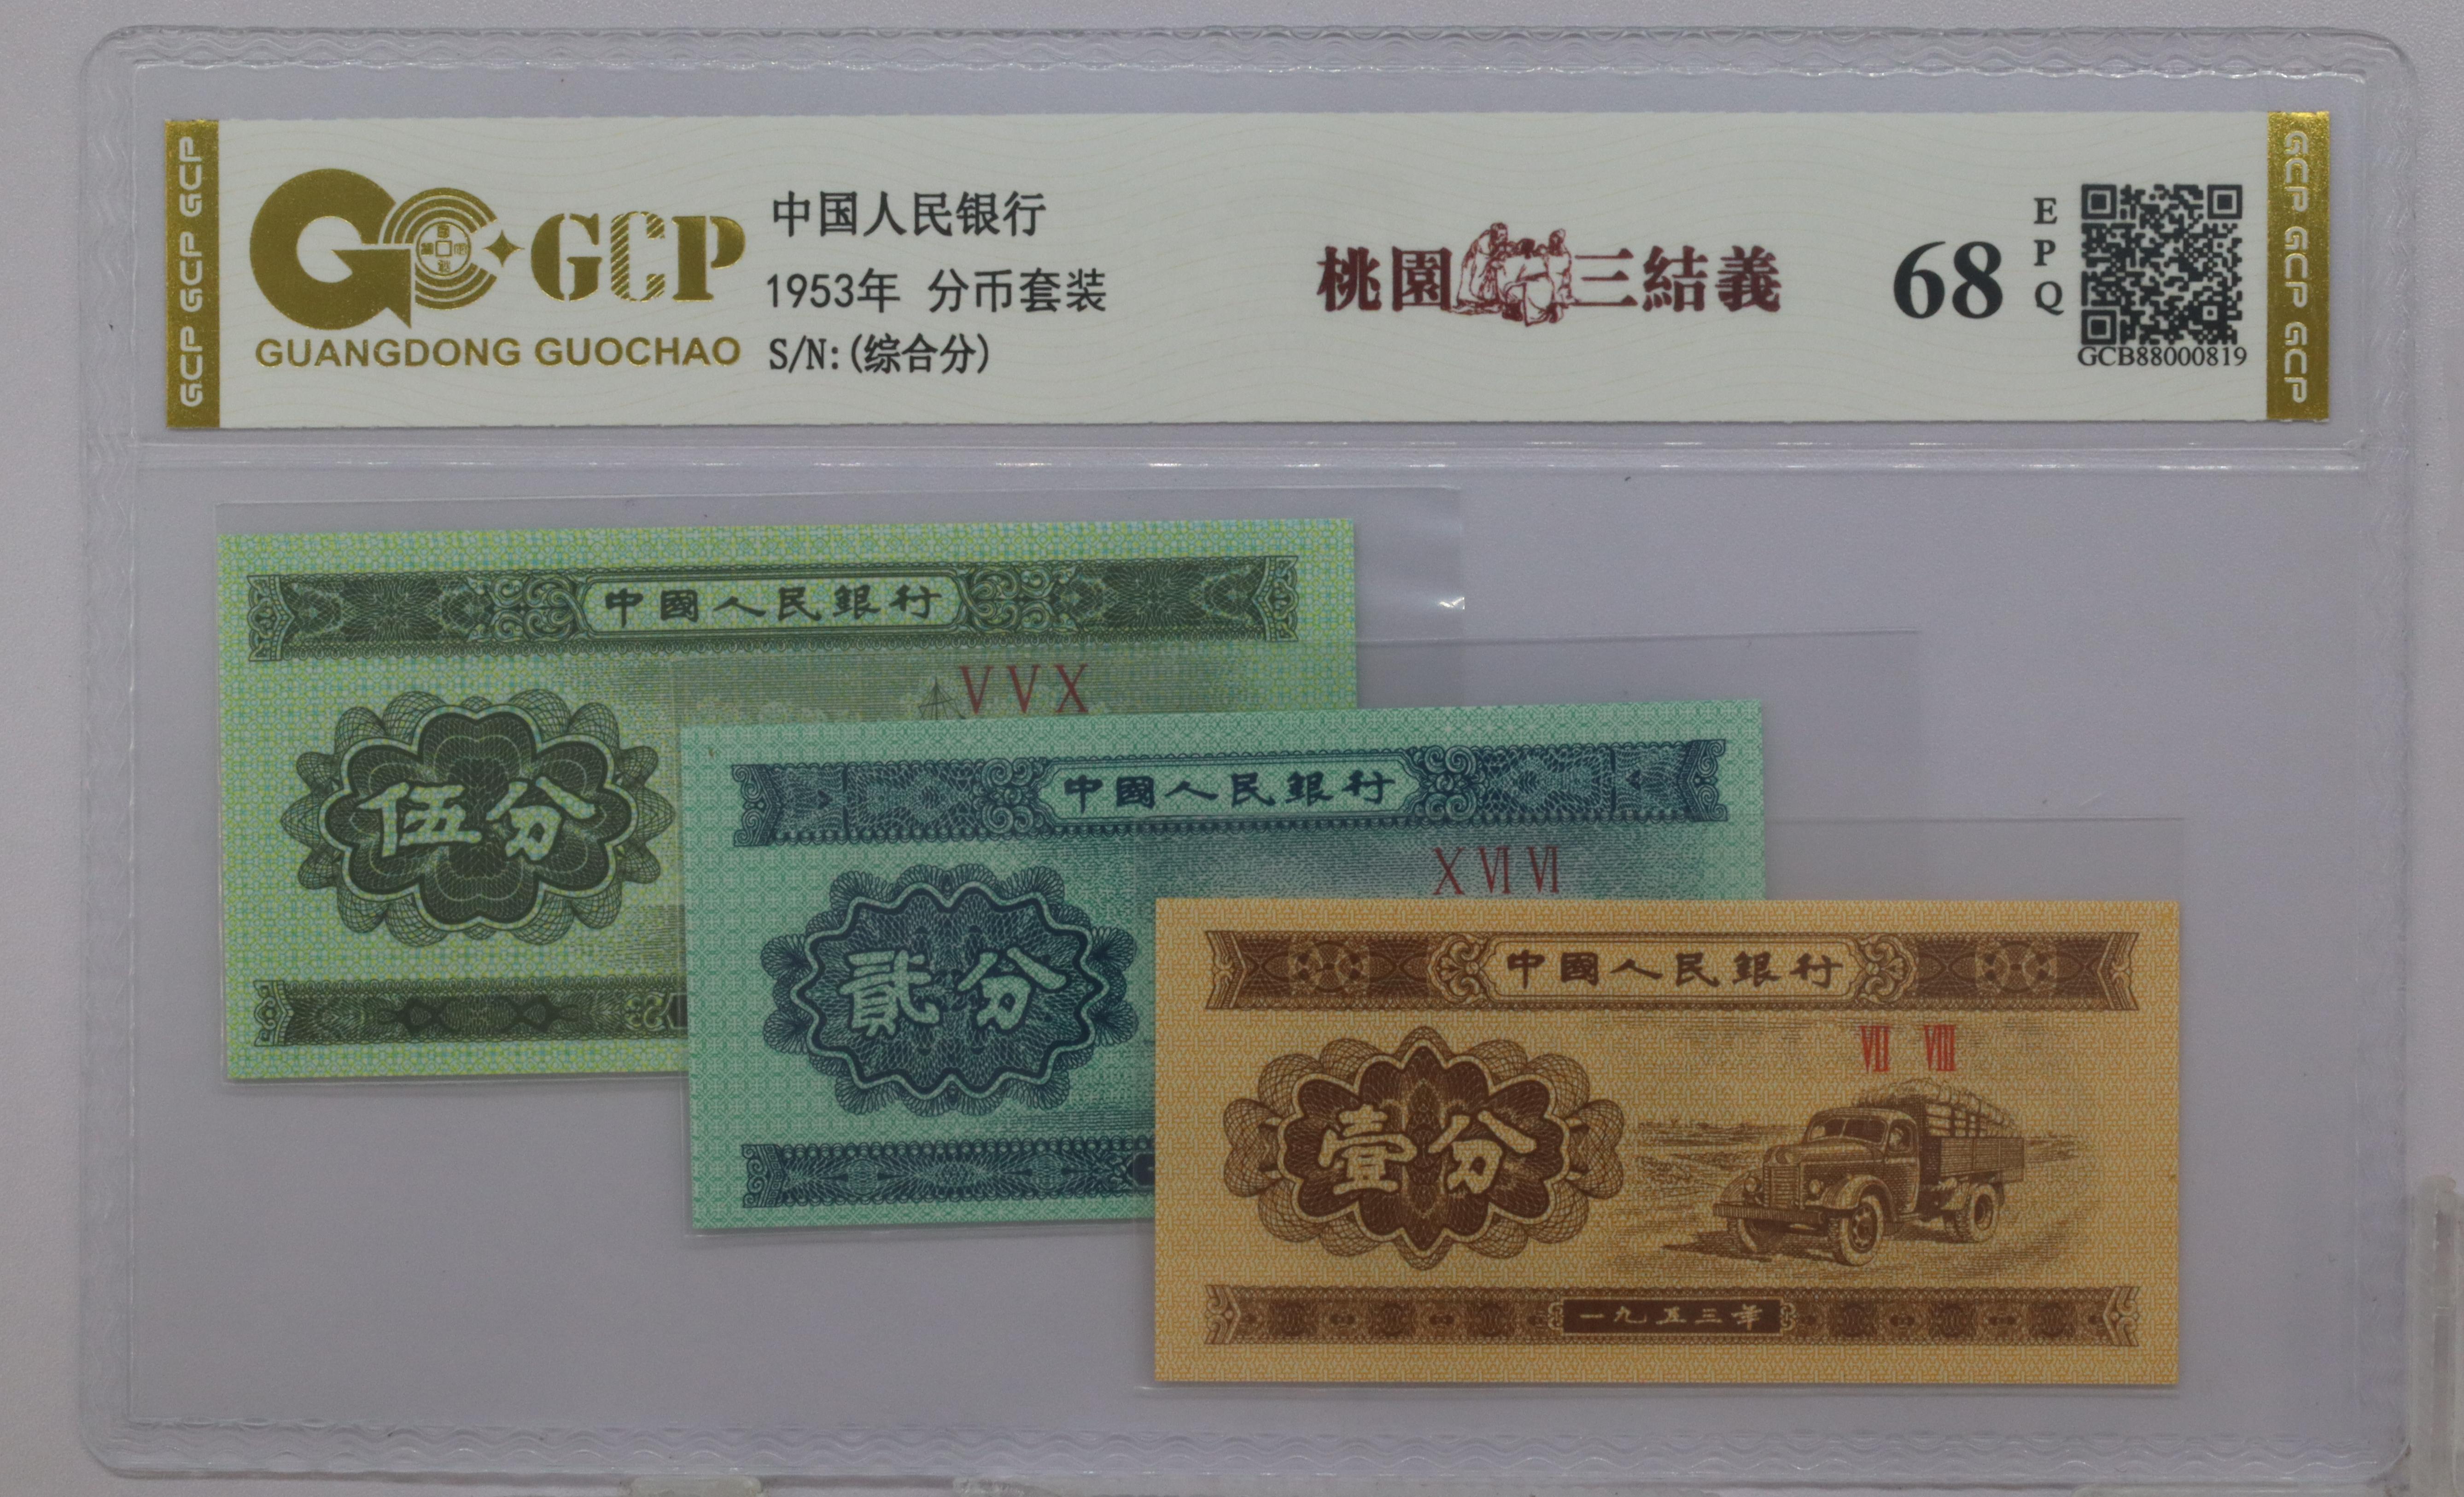 GCP GCP GCP
GCP
GUANGDONG GUOCHAO
中国人民银行
1953年 分币套装
S/N:(综合分)
桃園三結義
68
EPQ
GCB88000819
GCP GCP GCP
中國人民銀行
V V X
伍分
中國人民銀行
X VI VI
貳分
中國人民銀行
VII VIII
壹分
一九五三年